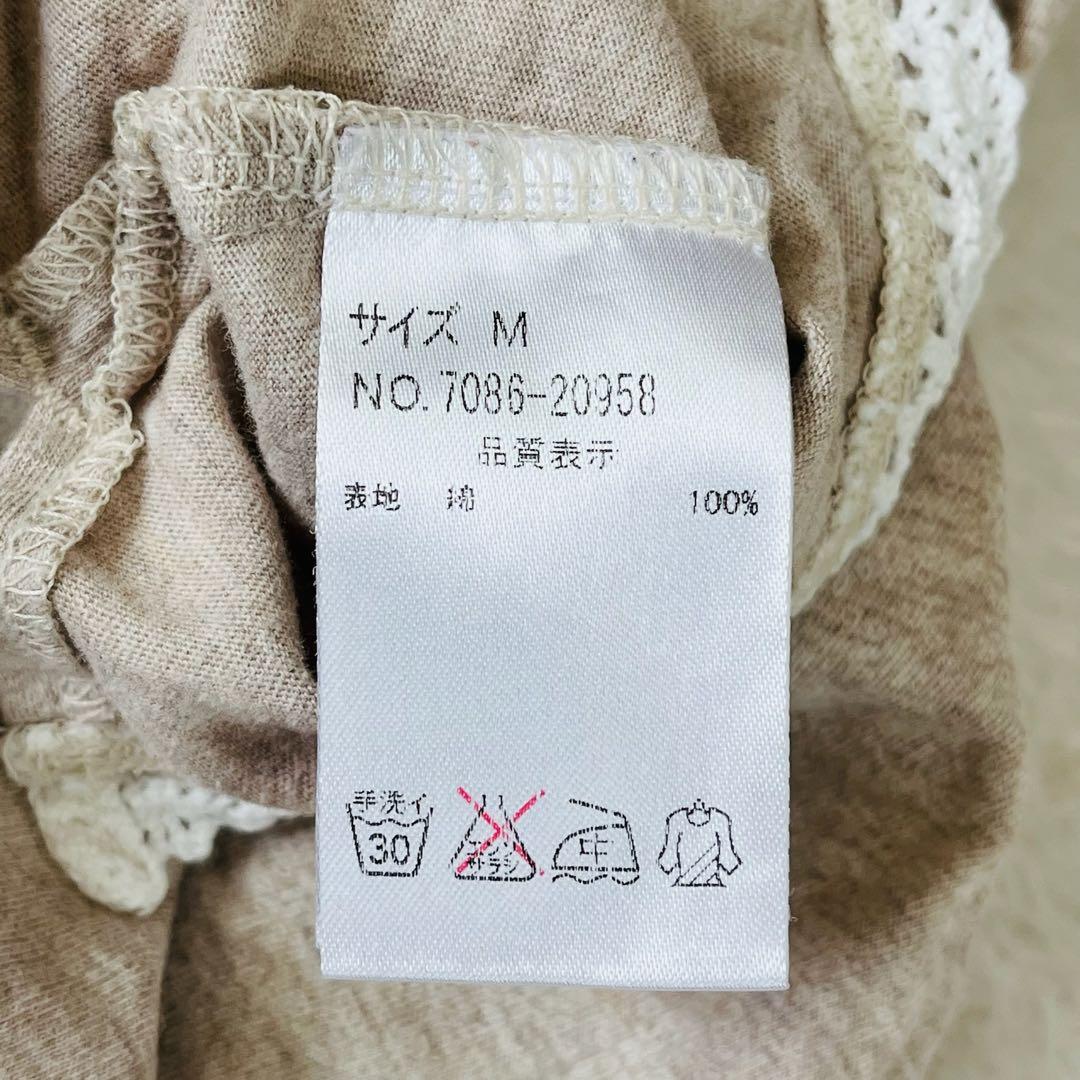 サイズ M
NO.7086-20958
品質表示
表地 綿 100%
手洗イ
30
エンソ
サラシ
中